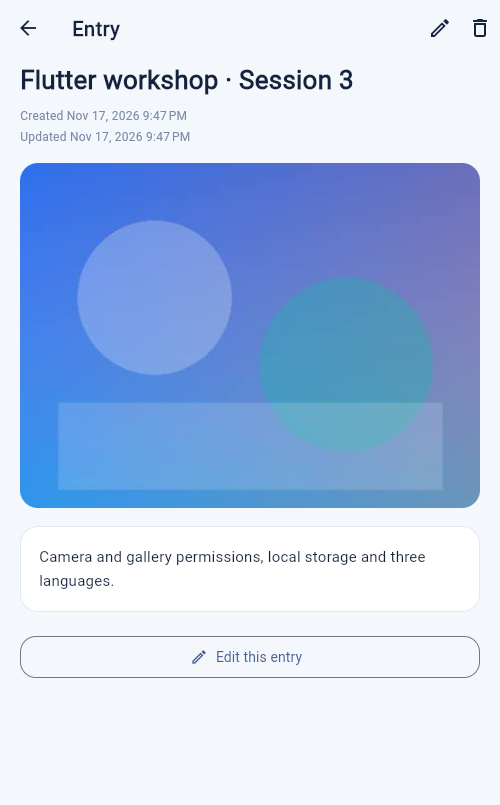 Entry
Flutter workshop · Session 3
Created Nov 17, 2026 9:47 PM
Updated Nov 17, 2026 9:47 PM
Camera and gallery permissions, local storage and three
languages.
Edit this entry